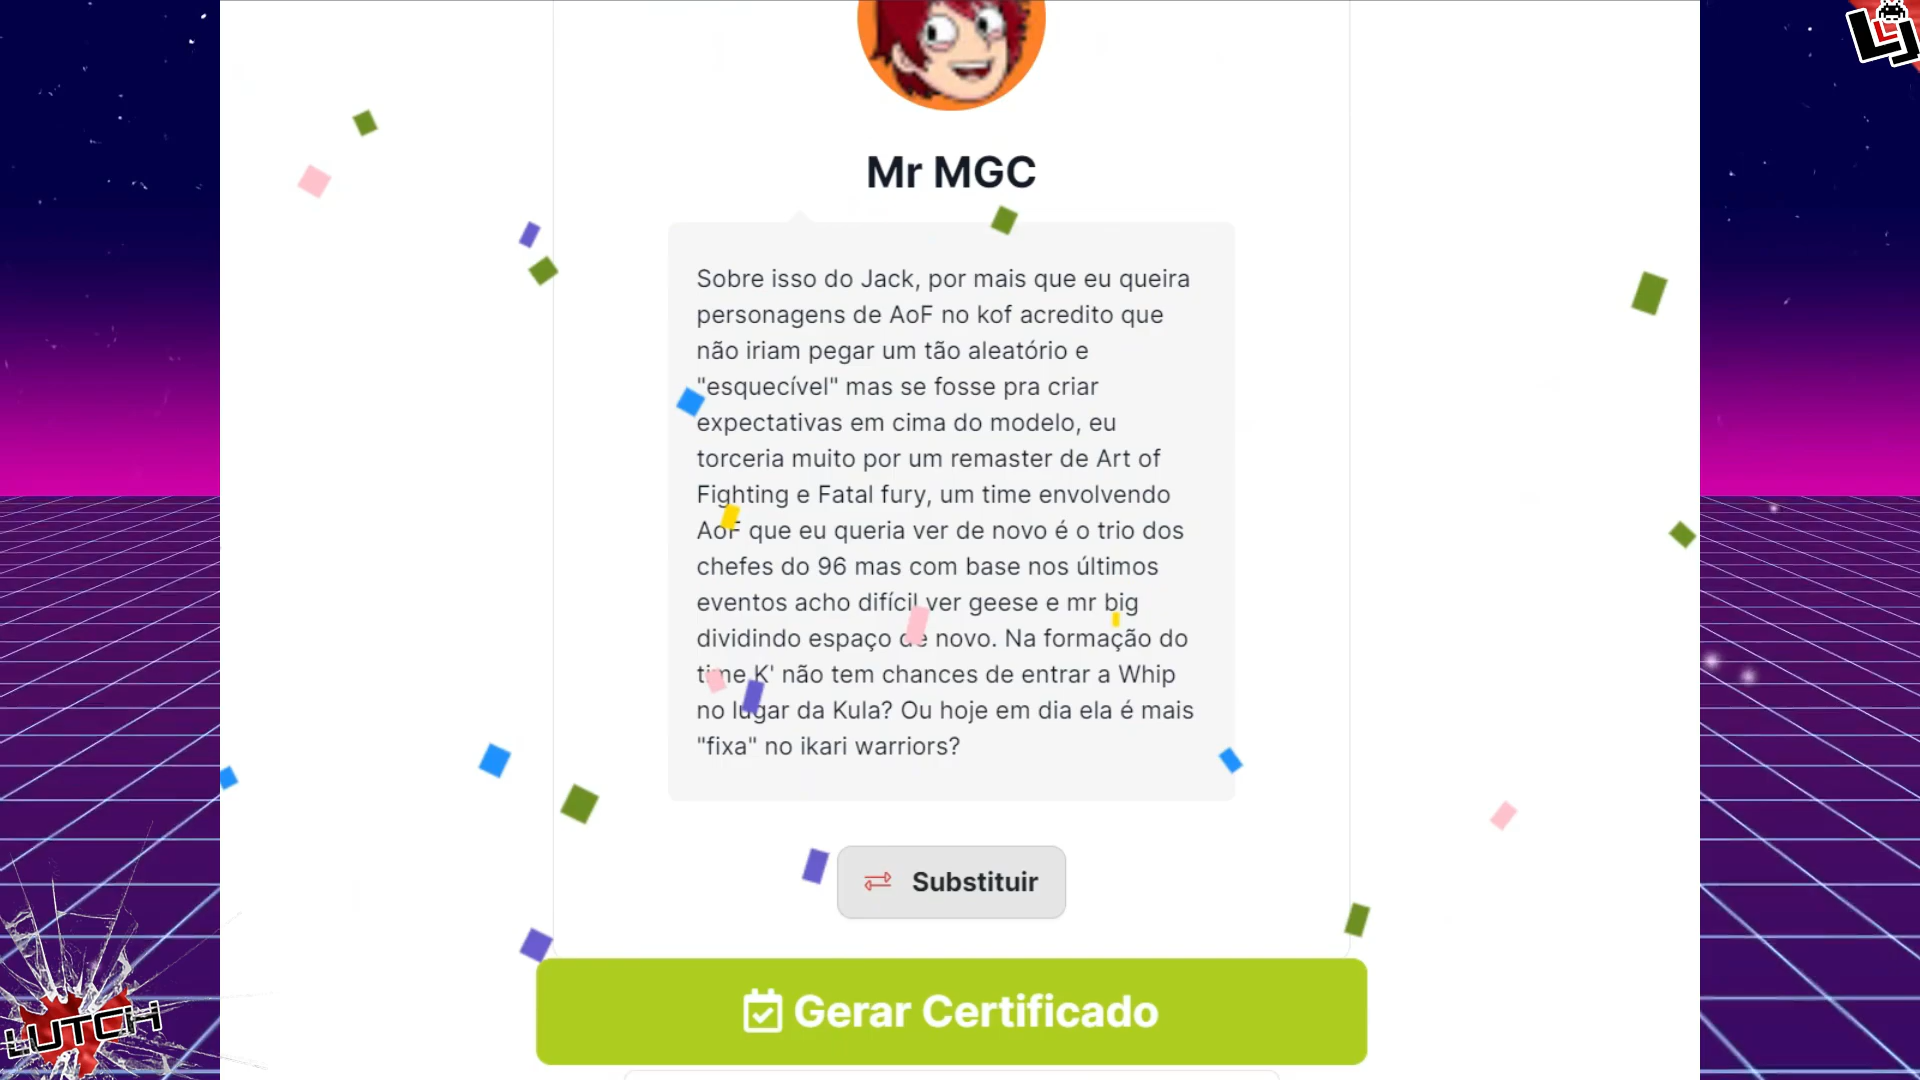 Mr MGC
Sobre isso do Jack, por mais que eu queira
personagens de AoF no kof acredito que
não iriam pegar um tão aleatório e
"esquecível" mas se fosse pra criar
expectativas em cima do modelo, eu
torceria muito por um remaster de Art of
Fighting e Fatal fury, um time envolvendo
AoF que eu queria ver de novo é o trio dos
chefes do 96 mas com base nos últimos
eventos acho difícil ver geese e mr big
dividindo espaço de novo. Na formação do
time K' não tem chances de entrar a Whip
no lugar da Kula? Ou hoje em dia ela é mais
"fixa" no ikari warriors?
Substituir
Gerar Certificado
LUTCH